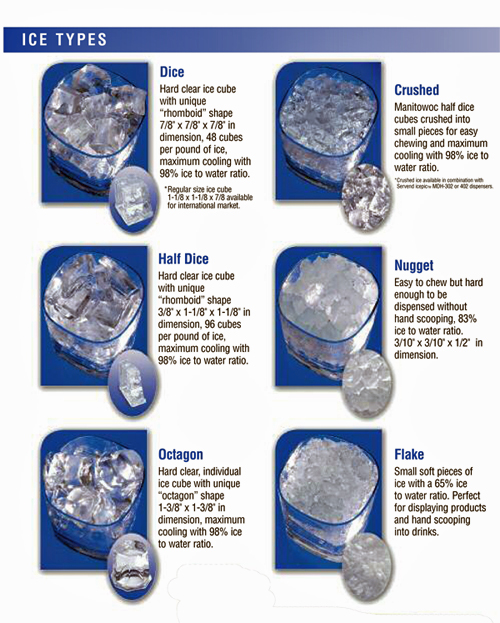 ICE TYPES
Dice
Hard clear ice cube
with unique
"rhomboid" shape
7/8" x 7/8" x 7/8" in
dimension, 48 cubes
per pound of ice,
maximum cooling with
98% ice to water ratio.
*Regular size ice cube
1-1/8 x 1-1/8 x 7/8 available
for international market.
Half Dice
Hard clear ice cube
with unique
"rhomboid" shape
3/8" x 1-1/8" x 1-1/8" in
dimension, 96 cubes
per pound of ice,
maximum cooling with
98% ice to water ratio.
Octagon
Hard clear, individual
ice cube with unique
"octagon" shape
1-3/8" x 1-3/8" in
dimension, maximum
cooling with 98% ice
to water ratio.
Crushed
Manitowoc half dice
cubes crushed into
small pieces for easy
chewing and maximum
cooling with 98% ice to
water ratio.
*Crushed ice available in combination with
Servend icepic™ MDH-302 or 402 dispensers.
Nugget
Easy to chew but hard
enough to be
dispensed without
hand scooping, 83%
ice to water ratio.
3/10" x 3/10" x 1/2" in
dimension.
Flake
Small soft pieces of
ice with a 65% ice
to water ratio. Perfect
for displaying products
and hand scooping
into drinks.